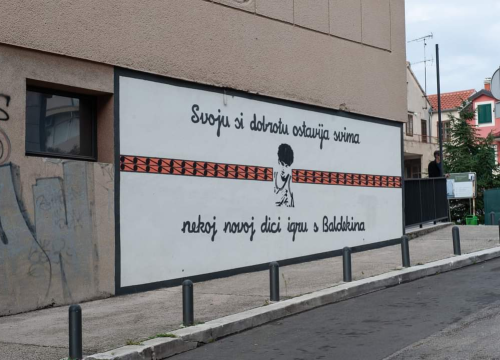 Svoju si dobrotu ostavija svima
nekoj novoj dici igru s Baldekina